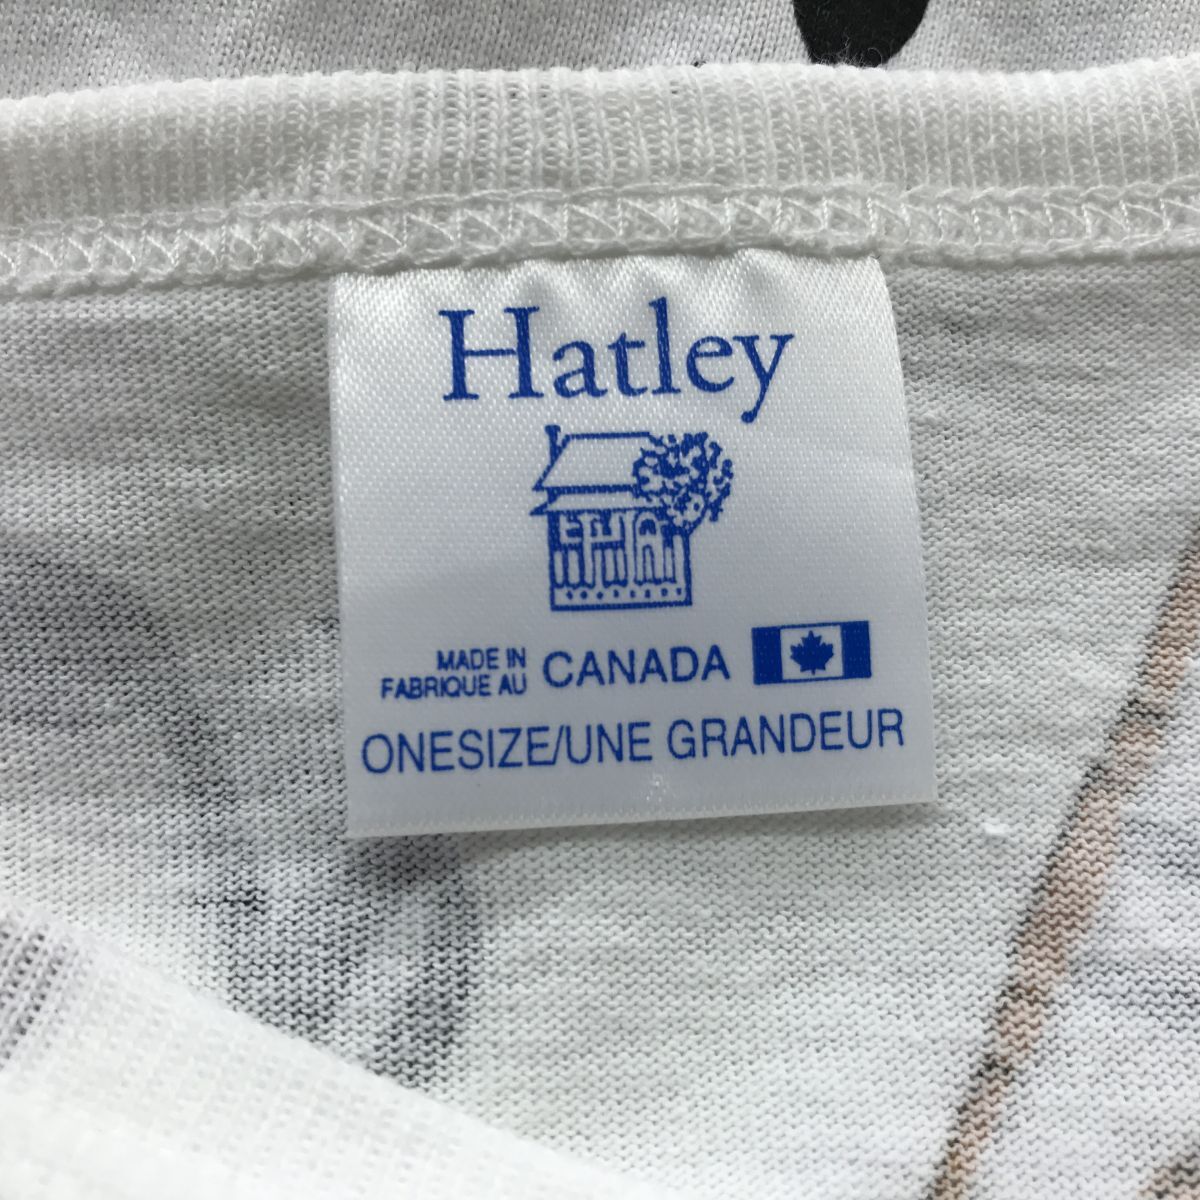 Hatley
MADE IN
FABRIQUE AU
CANADA
ONESIZE/UNE GRANDEUR